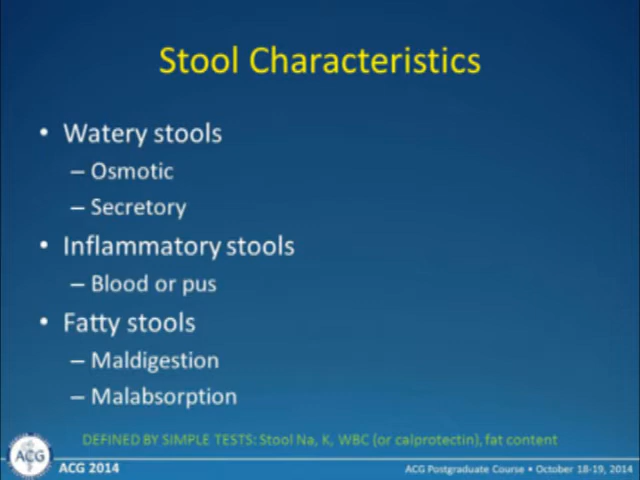 Stool Characteristics
• Watery stools
– Osmotic
– Secretory
• Inflammatory stools
– Blood or pus
• Fatty stools
– Maldigestion
– Malabsorption
DEFINED BY SIMPLE TESTS: Stool Na, K, WBC (or calprotectin), fat content
ACG
ACG 2014
ACG Postgraduate Course • October 18-19, 2014